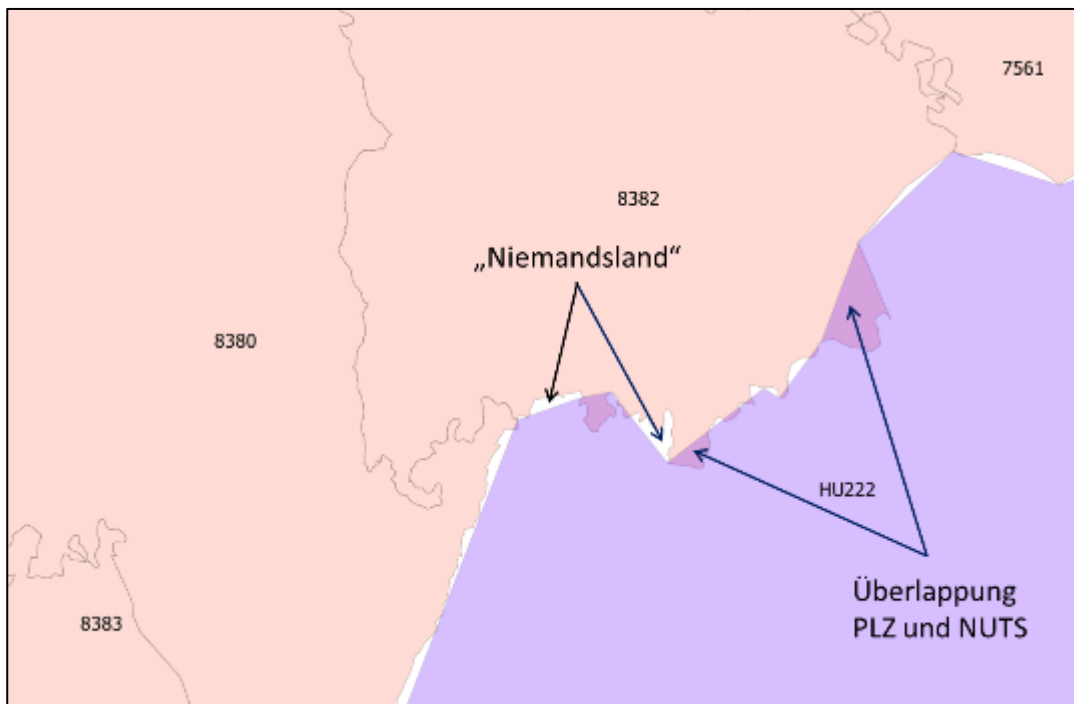 7561
8382
„Niemandsland“
8380
HU222
Überlappung
PLZ und NUTS
8383